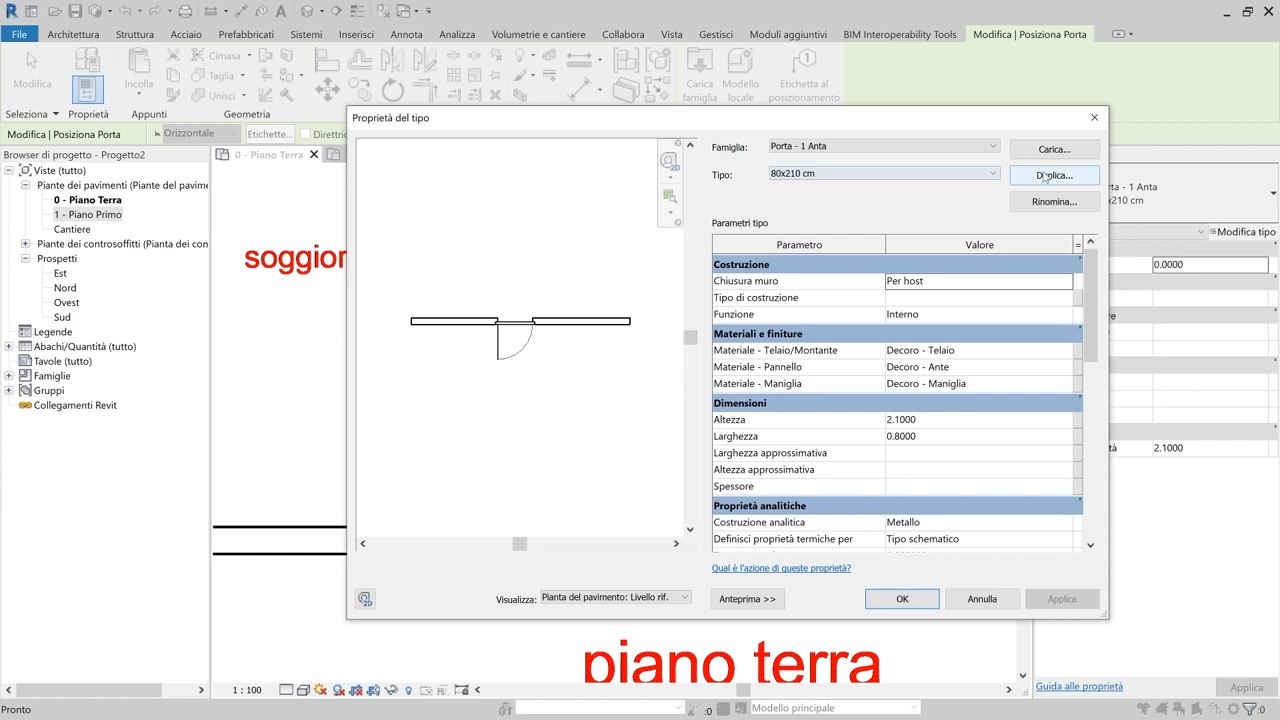 File Architettura Struttura Acciaio Prefabbricati Sistemi Inserisci Annota Analizza Volumetrie e cantiere Collabora Vista Gestisci Moduli aggiuntivi BIM Interoperability Tools Modifica | Posiziona Porta
Modifica
Incolla
Cimasa
Taglia
Unisci
Carica famiglia
Modello locale
Etichetta al posizionamento
Seleziona Proprietà Appunti Geometria
Modifica | Posiziona Porta Orizzontale Etichette... Direttric
Browser di progetto - Progetto2
0 - Piano Terra
Viste (tutto)
Piante dei pavimenti (Piante del pavime
0 - Piano Terra
1 - Piano Primo
Cantiere
Piante dei controsoffitti (Pianta dei con
Prospetti
Est
Nord
Ovest
Sud
Legende
Abachi/Quantità (tutto)
Tavole (tutto)
Famiglie
Gruppi
Collegamenti Revit
soggior
piano terra
Proprietà del tipo
Famiglia: Porta - 1 Anta Carica...
Tipo: 80x210 cm Duplica...
Rinomina...
Parametri tipo
Parametro Valore =
Costruzione
Chiusura muro Per host
Tipo di costruzione
Funzione Interno
Materiali e finiture
Materiale - Telaio/Montante Decoro - Telaio
Materiale - Pannello Decoro - Ante
Materiale - Maniglia Decoro - Maniglia
Dimensioni
Altezza 2.1000
Larghezza 0.8000
Larghezza approssimativa
Altezza approssimativa
Spessore
Proprietà analitiche
Costruzione analitica Metallo
Definisci proprietà termiche per Tipo schematico
Qual è l'azione di queste proprietà?
Visualizza: Pianta del pavimento: Livello rif. Anteprima >> OK Annulla Applica
rta - 1 Anta
x210 cm
Modifica tipo
0.0000
re
tà 2.1000
1 : 100
Guida alle proprietà Applica
Pronto :0 Modello principale :0